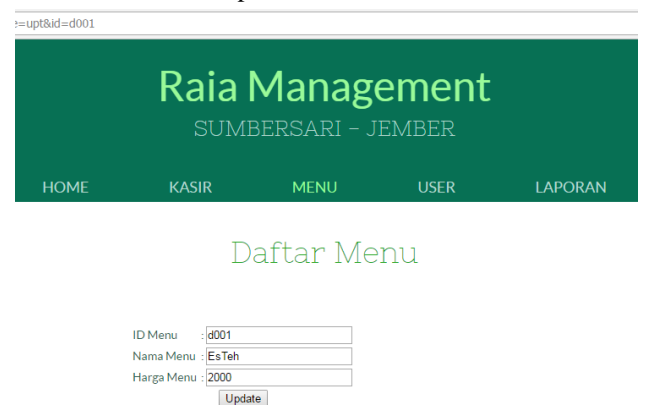 e=upt&id=d001
Raia Management
SUMBERSARI – JEMBER
HOME KASIR MENU USER LAPORAN
Daftar Menu
ID Menu : d001
Nama Menu : EsTeh
Harga Menu : 2000
Update